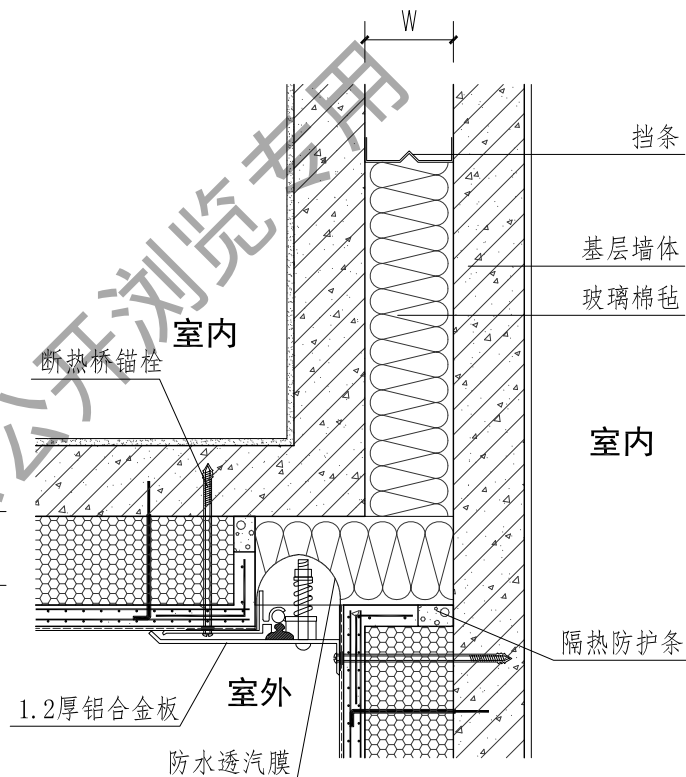 W
挡条
基层墙体
玻璃棉毡
室内
断热桥锚栓
室内
隔热防护条
室外
1.2厚铝合金板
防水透汽膜
公开浏览专用